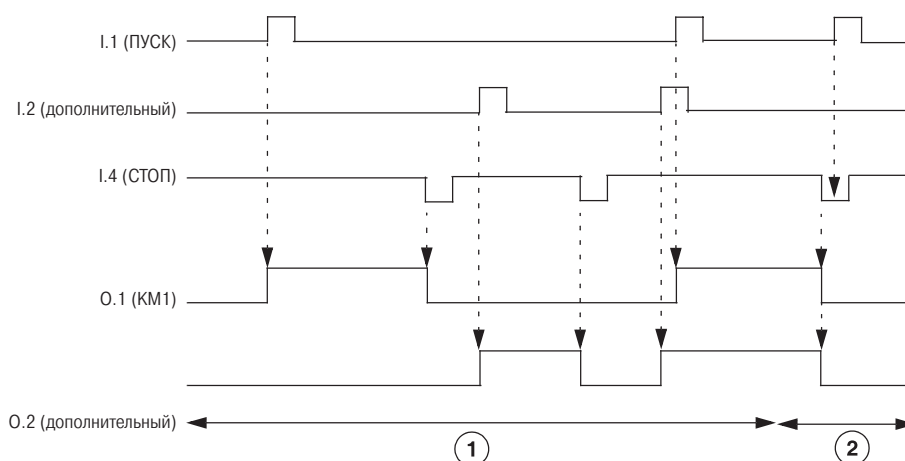 I.1 (ПУСК)
I.2 (дополнительный)
I.4 (СТОП)
O.1 (KM1)
O.2 (дополнительный)
1
2